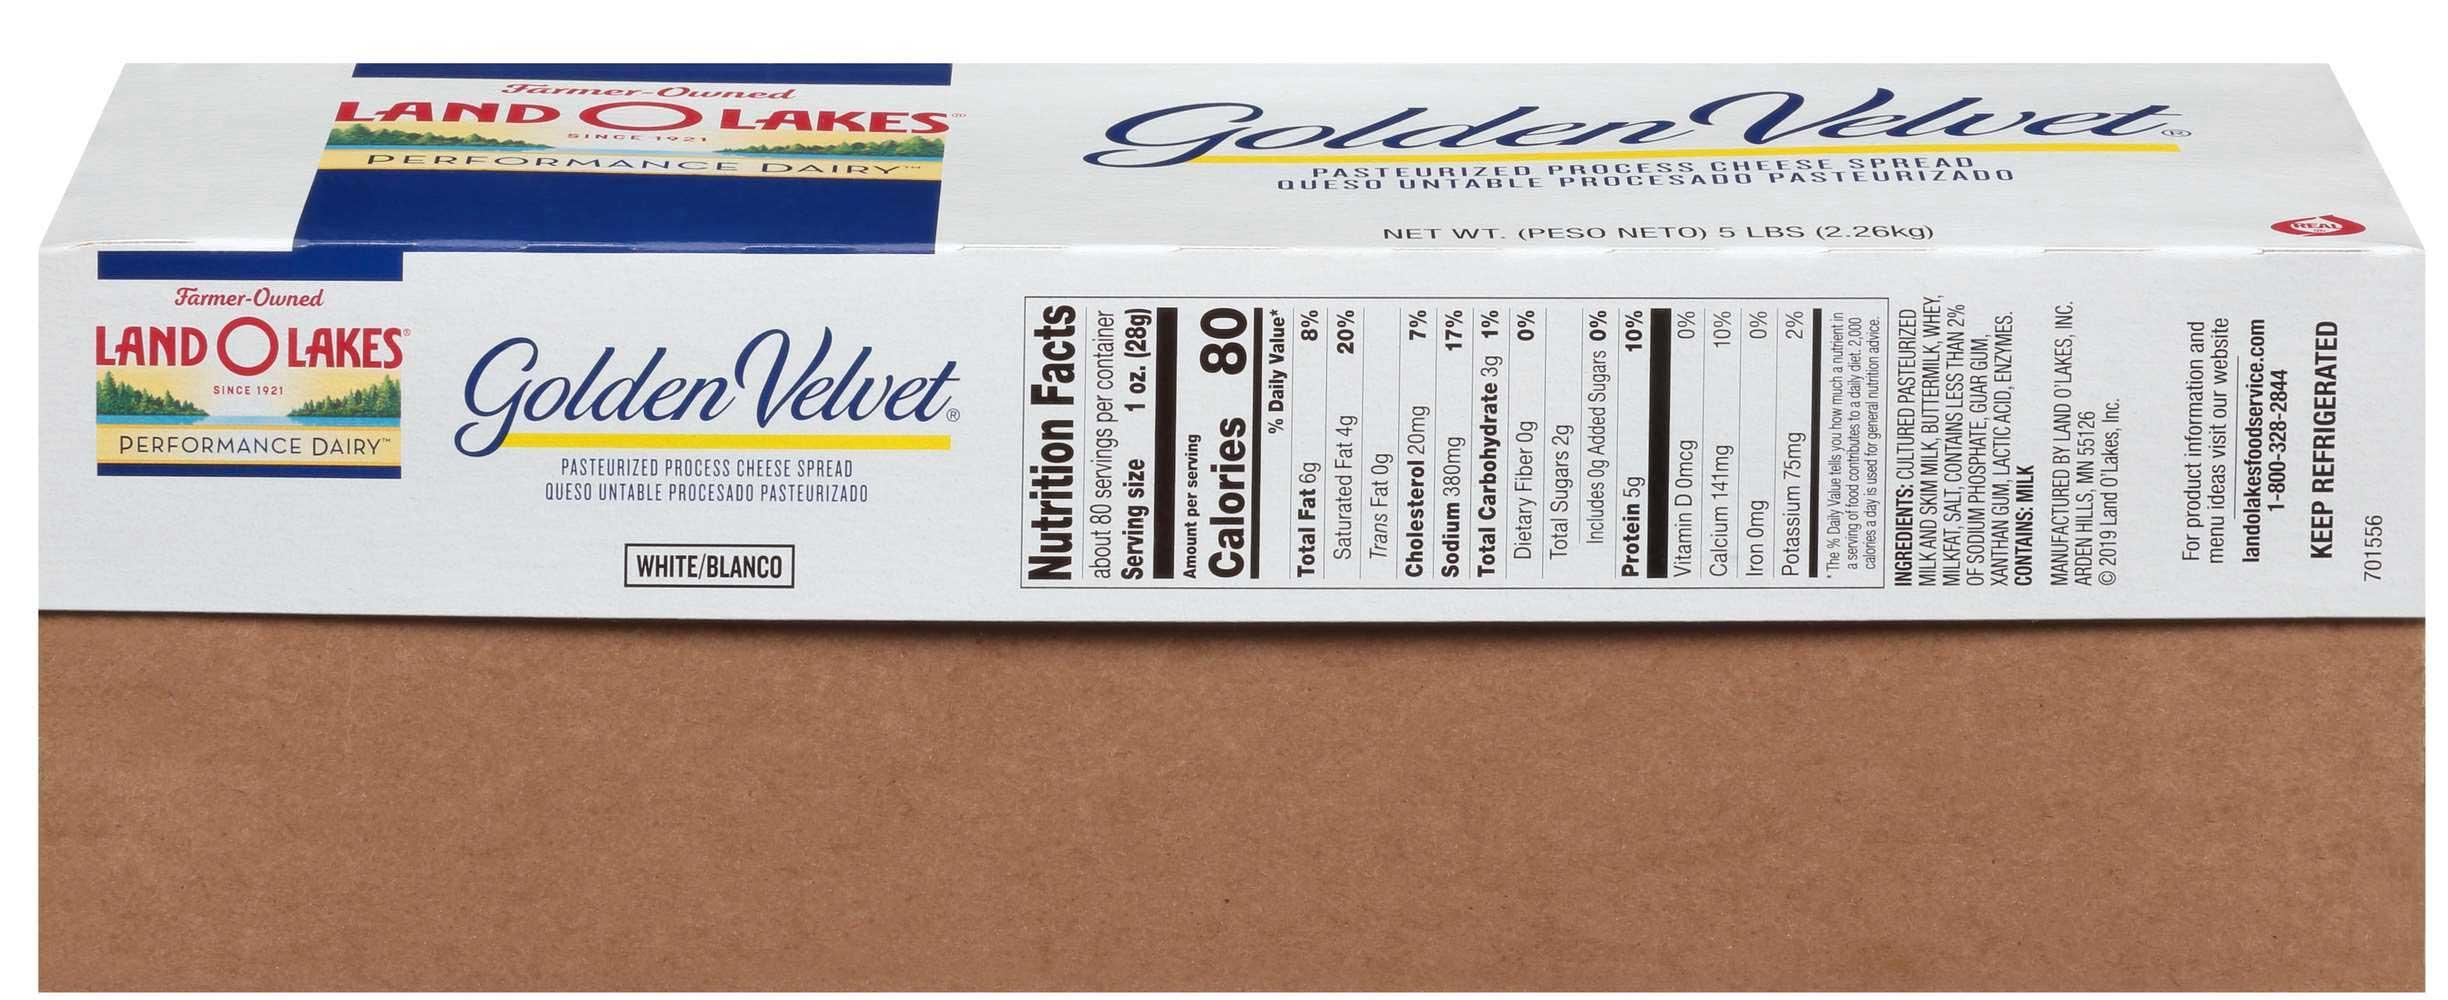 Farmer-Owned
LAND O LAKES®
SINCE 1921
PERFORMANCE DAIRY™
Golden Velvet®
PASTEURIZED PROCESS CHEESE SPREAD
QUESO UNTABLE PROCESADO PASTEURIZADO
NET WT. (PESO NETO) 5 LBS (2.26kg)
REAL
Farmer-Owned
LAND O LAKES®
SINCE 1921
PERFORMANCE DAIRY™
Golden Velvet®
PASTEURIZED PROCESS CHEESE SPREAD
QUESO UNTABLE PROCESADO PASTEURIZADO
WHITE/BLANCO
Nutrition Facts
about 80 servings per container
Serving size 1 oz. (28g)
Amount per serving
Calories 80
% Daily Value*
Total Fat 6g 8%
Saturated Fat 4g 20%
Trans Fat 0g
Cholesterol 20mg 7%
Sodium 380mg 17%
Total Carbohydrate 3g 1%
Dietary Fiber 0g 0%
Total Sugars 2g
Includes 0g Added Sugars 0%
Protein 5g 10%
Vitamin D 0mcg 0%
Calcium 141mg 10%
Iron 0mg 0%
Potassium 75mg 2%
*The % Daily Value tells you how much a nutrient in
a serving of food contributes to a daily diet. 2,000
calories a day is used for general nutrition advice.
INGREDIENTS: CULTURED PASTEURIZED
MILK AND SKIM MILK, BUTTERMILK, WHEY,
MILKFAT, SALT, CONTAINS LESS THAN 2%
OF SODIUM PHOSPHATE, GUAR GUM,
XANTHAN GUM, LACTIC ACID, ENZYMES.
CONTAINS: MILK
MANUFACTURED BY LAND O'LAKES, INC.
ARDEN HILLS, MN 55126
© 2019 Land O'Lakes, Inc.
For product information and
menu ideas visit our website
landolakesfoodservice.com
1-800-328-2844
KEEP REFRIGERATED
701556